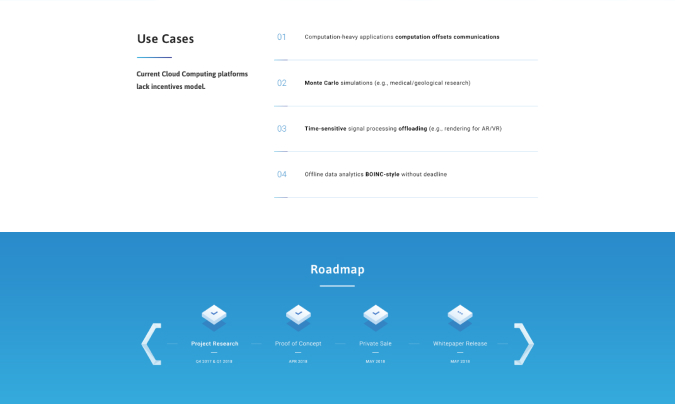 Use Cases
Current Cloud Computing platforms
lack incentives model.
01 Computation-heavy applications computation offsets communications
02 Monte Carlo simulations (e.g., medical/geological research)
03 Time-sensitive signal processing offloading (e.g., rendering for AR/VR)
04 Offline data analytics BOINC-style without deadline
Roadmap
Project Research
Proof of Concept
Private Sale
Whitepaper Release
Q4 2017 & Q1 2018
APR 2018
MAY 2018
MAY 2018